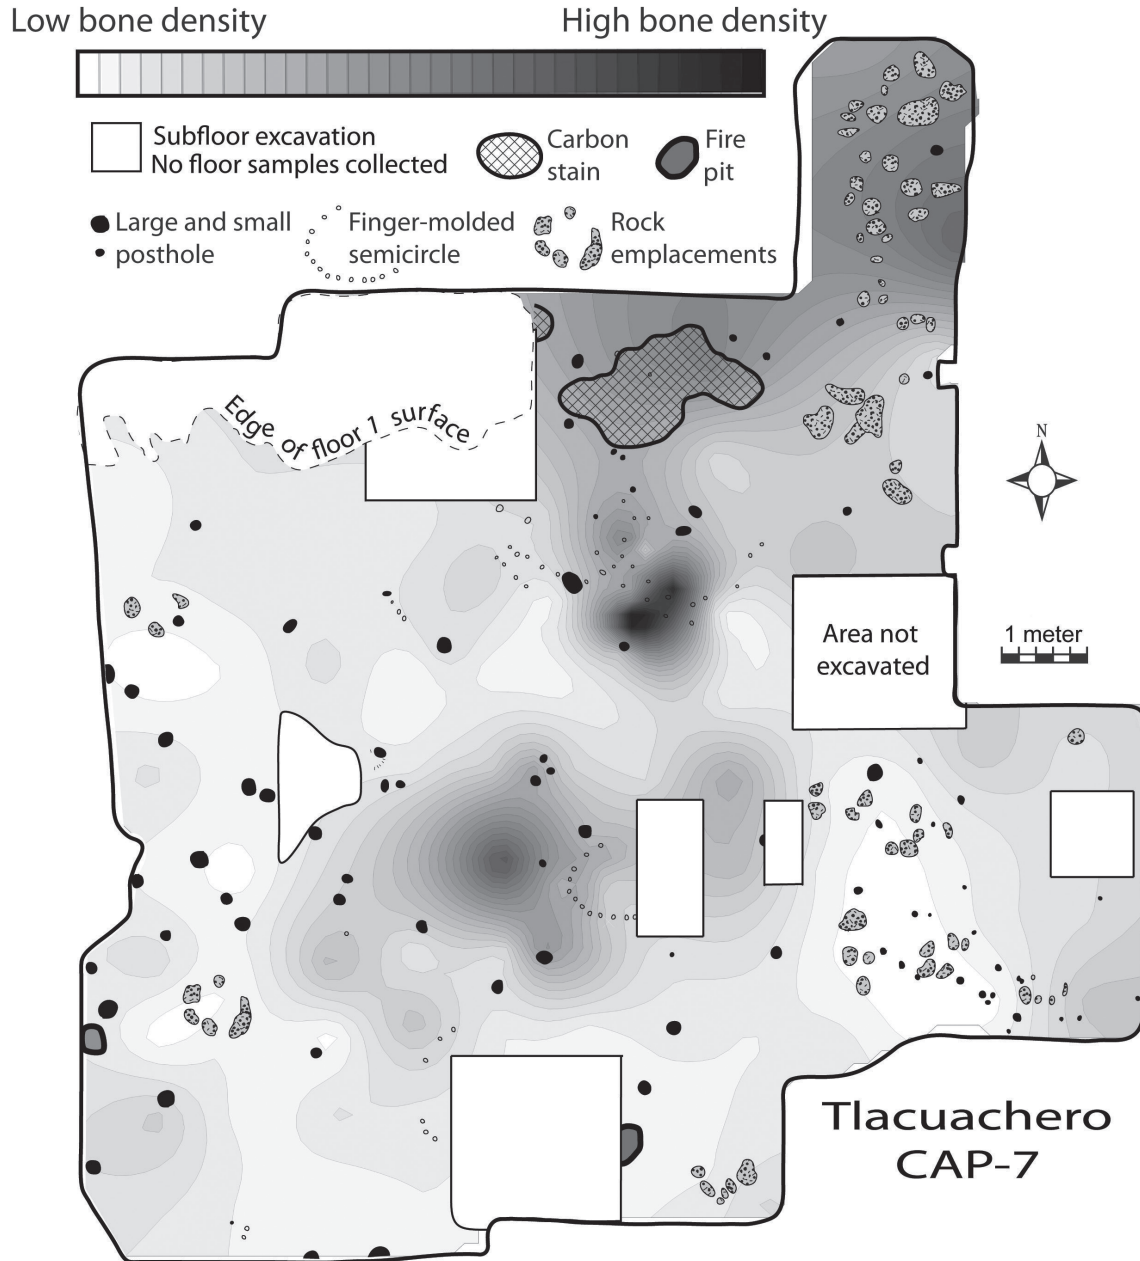 Low bone density
High bone density
Subfloor excavation
No floor samples collected
Carbon
stain
Fire
pit
Large and small
posthole
Finger-molded
semicircle
Rock
emplacements
Edge of floor 1 surface
N
1 meter
Area not
excavated
Tlacuachero
CAP-7